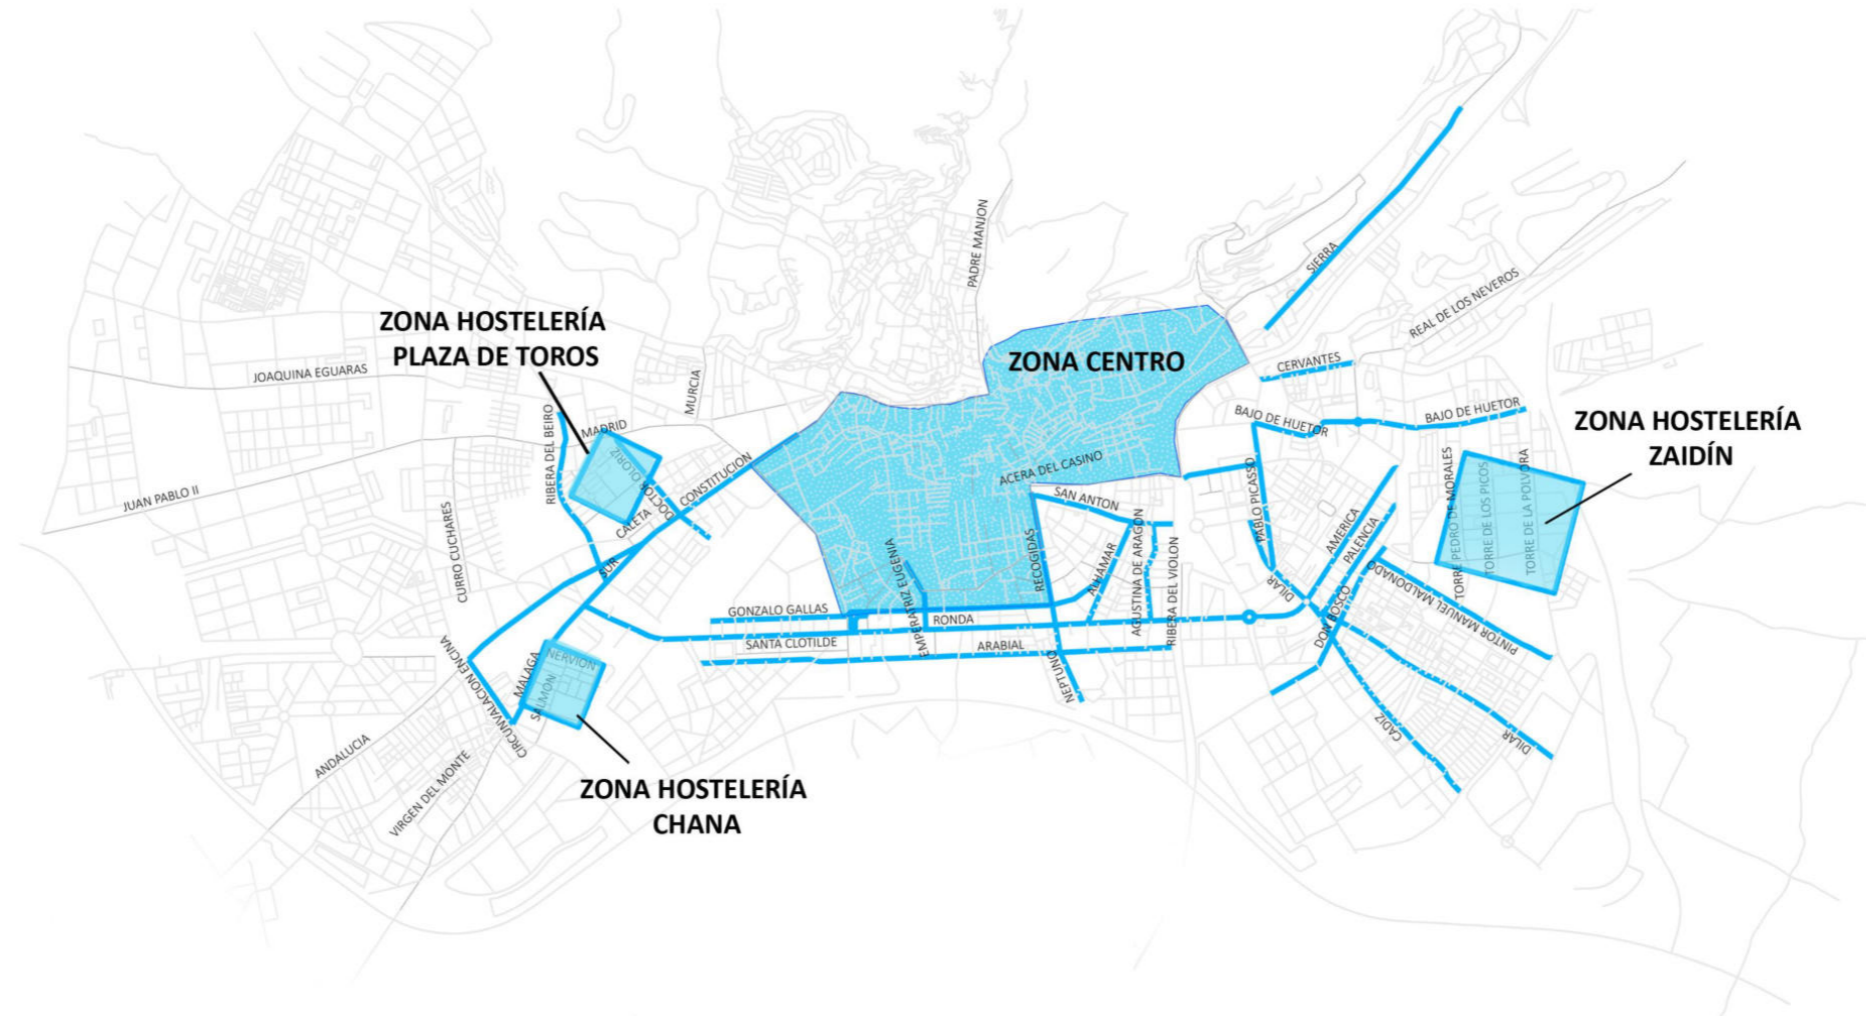 PADRE MANJON
SIERRA
REAL DE LOS NEVEROS
ZONA HOSTELERÍA
PLAZA DE TOROS
ZONA CENTRO
CERVANTES
JOAQUINA EGUARAS
MURCIA
BAJO DE HUETOR
BAJO DE HUETOR
ZONA HOSTELERÍA
ZAIDÍN
RIBERA DEL BEIRO
MADRID
DOCTOR OLORIZ
CONSTITUCION
ACERA DEL CASINO
JUAN PABLO II
CURRO CUCHARES
CALETA
SAN ANTON
PABLO PICASSO
TORRE PEDRO DE MORALES
TORRE DE LOS PICOS
TORRE DE LA POLVORA
AMERICA
PALENCIA
SUR
EMPERATRIZ EUGENIA
RECOGIDAS
ALHAMAR
AGUSTINA DE ARAGON
RIBERA DEL VIOLON
DILAR
DON BOSCO
PINTOR MANUEL MALDONADO
GONZALO GALLAS
RONDA
SANTA CLOTILDE
ARABIAL
NEPTUNO
CIRCUNVALACION ENCINA
MALAGA
NERVION
SALMON
CADIZ
DILAR
ANDALUCIA
VIRGEN DEL MONTE
ZONA HOSTELERÍA
CHANA